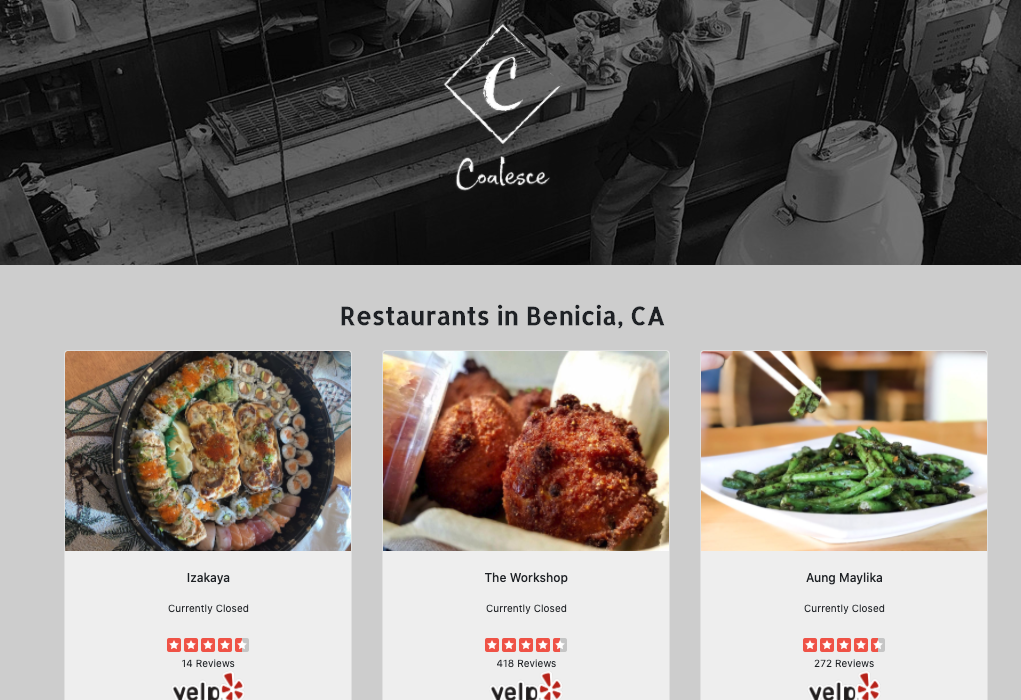 C
Coalesce
Restaurants in Benicia, CA
Izakaya
The Workshop
Aung Maylika
Currently Closed
Currently Closed
Currently Closed
14 Reviews
418 Reviews
272 Reviews
yelp
yelp
yelp